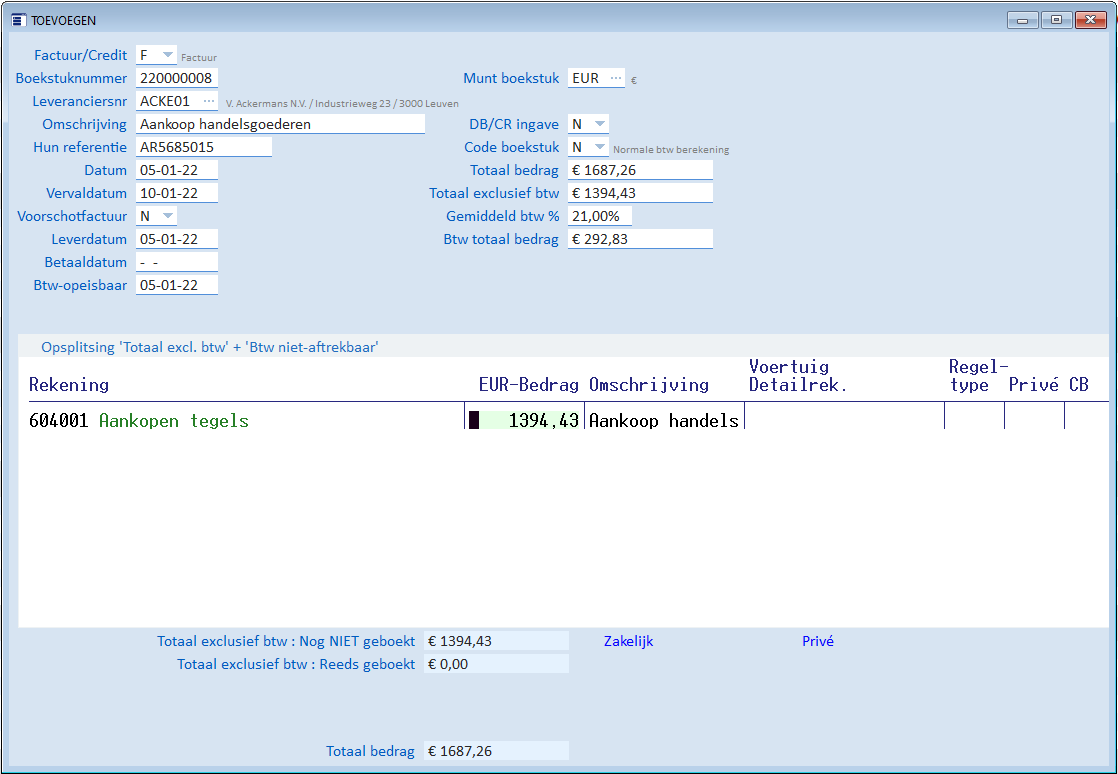 TOEVOEGEN
Factuur/Credit F Factuur
Boekstuknummer 220000008 Munt boekstuk EUR ... €
Leveranciersnr ACKE01 ... V. Ackermans N.V. / Industrieweg 23 / 3000 Leuven
Omschrijving Aankoop handelsgoederen DB/CR ingave N
Hun referentie AR5685015 Code boekstuk N Normale btw berekening
Datum 05-01-22 Totaal bedrag € 1687,26
Vervaldatum 10-01-22 Totaal exclusief btw € 1394,43
Voorschotfactuur N Gemiddeld btw % 21,00%
Leverdatum 05-01-22 Btw totaal bedrag € 292,83
Betaaldatum - -
Btw-opeisbaar 05-01-22
Opsplitsing 'Totaal excl. btw' + 'Btw niet-aftrekbaar'
Voertuig Regel-
Rekening EUR-Bedrag Omschrijving Detailrek. type Privé CB
604001 Aankopen tegels 1394,43 Aankoop handels
Totaal exclusief btw : Nog NIET geboekt € 1394,43 Zakelijk Privé
Totaal exclusief btw : Reeds geboekt € 0,00
Totaal bedrag € 1687,26